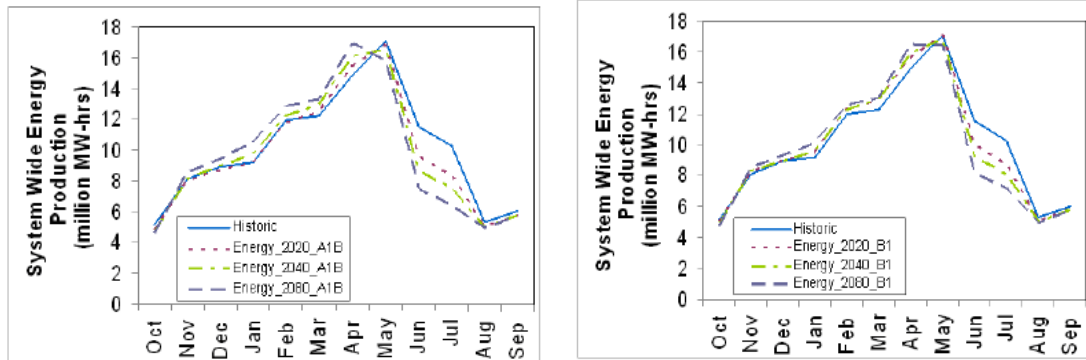 System Wide Energy
Production
(million MW-hrs)
18
16
14
12
10
8
6
4
2
0
Historic
Energy_2020_A1B
Energy_2040_A1B
Energy_2080_A1B
Oct
Nov
Dec
Jan
Feb
Mar
Apr
May
Jun
Jul
Aug
Sep
System Wide Energy
Production
(million MW-hrs)
18
16
14
12
10
8
6
4
2
0
Historic
Energy_2020_B1
Energy_2040_B1
Energy_2080_B1
Oct
Nov
Dec
Jan
Feb
Mar
Apr
May
Jun
Jul
Aug
Sep